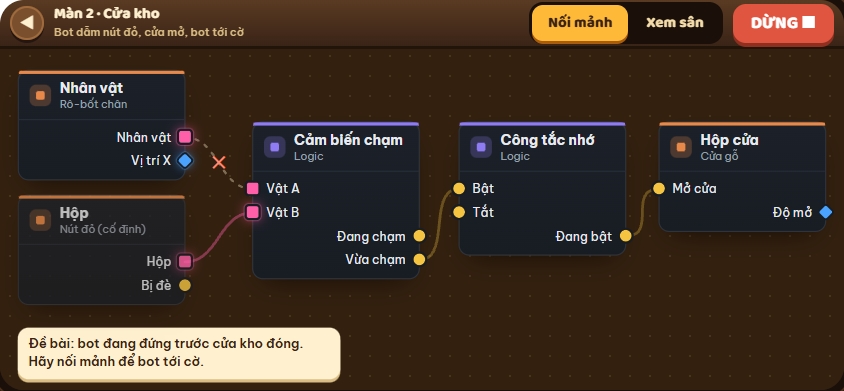 Màn 2 · Cửa kho
Bot dẫm nút đỏ, cửa mở, bot tới cờ
Nối mảnh
Xem sân
DỪNG
Nhân vật
Rô-bốt chân
Nhân vật
Vị trí X
Hộp
Nút đỏ (cố định)
Hộp
Bị đè
Cảm biến chạm
Logic
Vật A
Vật B
Đang chạm
Vừa chạm
Công tắc nhớ
Logic
Bật
Tắt
Đang bật
Hộp cửa
Cửa gỗ
Mở cửa
Độ mở
Đề bài: bot đang đứng trước cửa kho đóng.
Hãy nối mảnh để bot tới cờ.